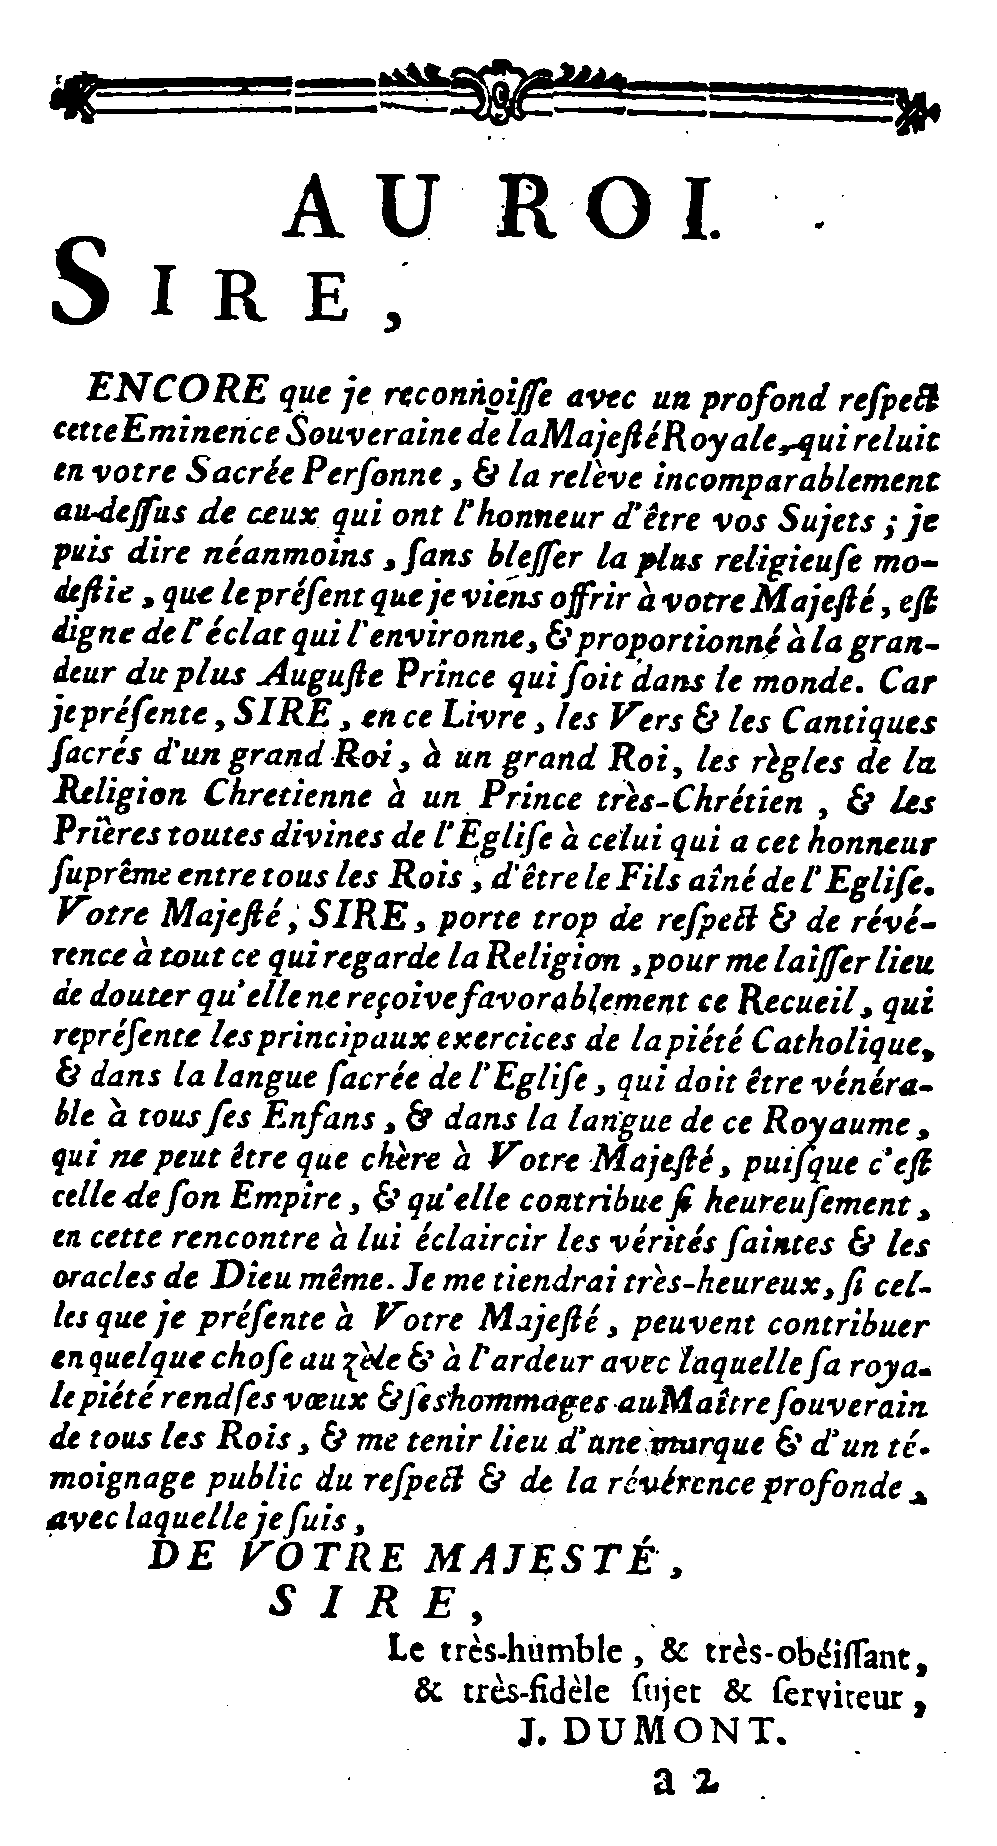 AU ROI.
SIRE,
ENCORE que je reconnoiſſe avec un profond reſpect
cette Eminence Souveraine de la Majeſté Royale, qui reluit
en votre Sacrée Perſonne, & la relève incomparablement
au-deſſus de ceux qui ont l'honneur d'être vos Sujets; je
puis dire néanmoins, ſans bleſſer la plus religieuſe mo-
deſtie, que le préſent que je viens offrir à votre Majeſté, eſt
digne de l'éclat qui l'environne, & proportionné à la gran-
deur du plus Auguſte Prince qui ſoit dans le monde. Car
je préſente, SIRE, en ce Livre, les Vers & les Cantiques
ſacrés d'un grand Roi, à un grand Roi, les règles de la
Religion Chretienne à un Prince très-Chrétien, & les
Prières toutes divines de l'Egliſe à celui qui a cet honneur
ſuprême entre tous les Rois, d'être le Fils aîné de l'Egliſe.
Votre Majeſté, SIRE, porte trop de reſpect & de révé-
rence à tout ce qui regarde la Religion, pour me laiſſer lieu
de douter qu'elle ne reçoive favorablement ce Recueil, qui
repréſente les principaux exercices de la piété Catholique,
& dans la langue ſacrée de l'Egliſe, qui doit être vénéra-
ble à tous ſes Enfans, & dans la langue de ce Royaume,
qui ne peut être que chère à Votre Majeſté, puiſque c'eſt
celle de ſon Empire, & qu'elle contribue ſi heureuſement,
en cette rencontre à lui éclaircir les vérités ſaintes & les
oracles de Dieu même. Je me tiendrai très-heureux, ſi cel-
les que je préſente à Votre Majeſté, peuvent contribuer
en quelque choſe au zèle & à l'ardeur avec laquelle ſa roya-
le piété rend ſes vœux & ſes hommages au Maître ſouverain
de tous les Rois, & me tenir lieu d'une marque & d'un té-
moignage public du reſpect & de la révérence profonde,
avec laquelle je ſuis,
DE VOTRE MAJESTÉ,
SIRE,
Le très-humble, & très-obéiſſant,
& très-fidèle ſujet & ſerviteur,
J. DUMONT.
a 2